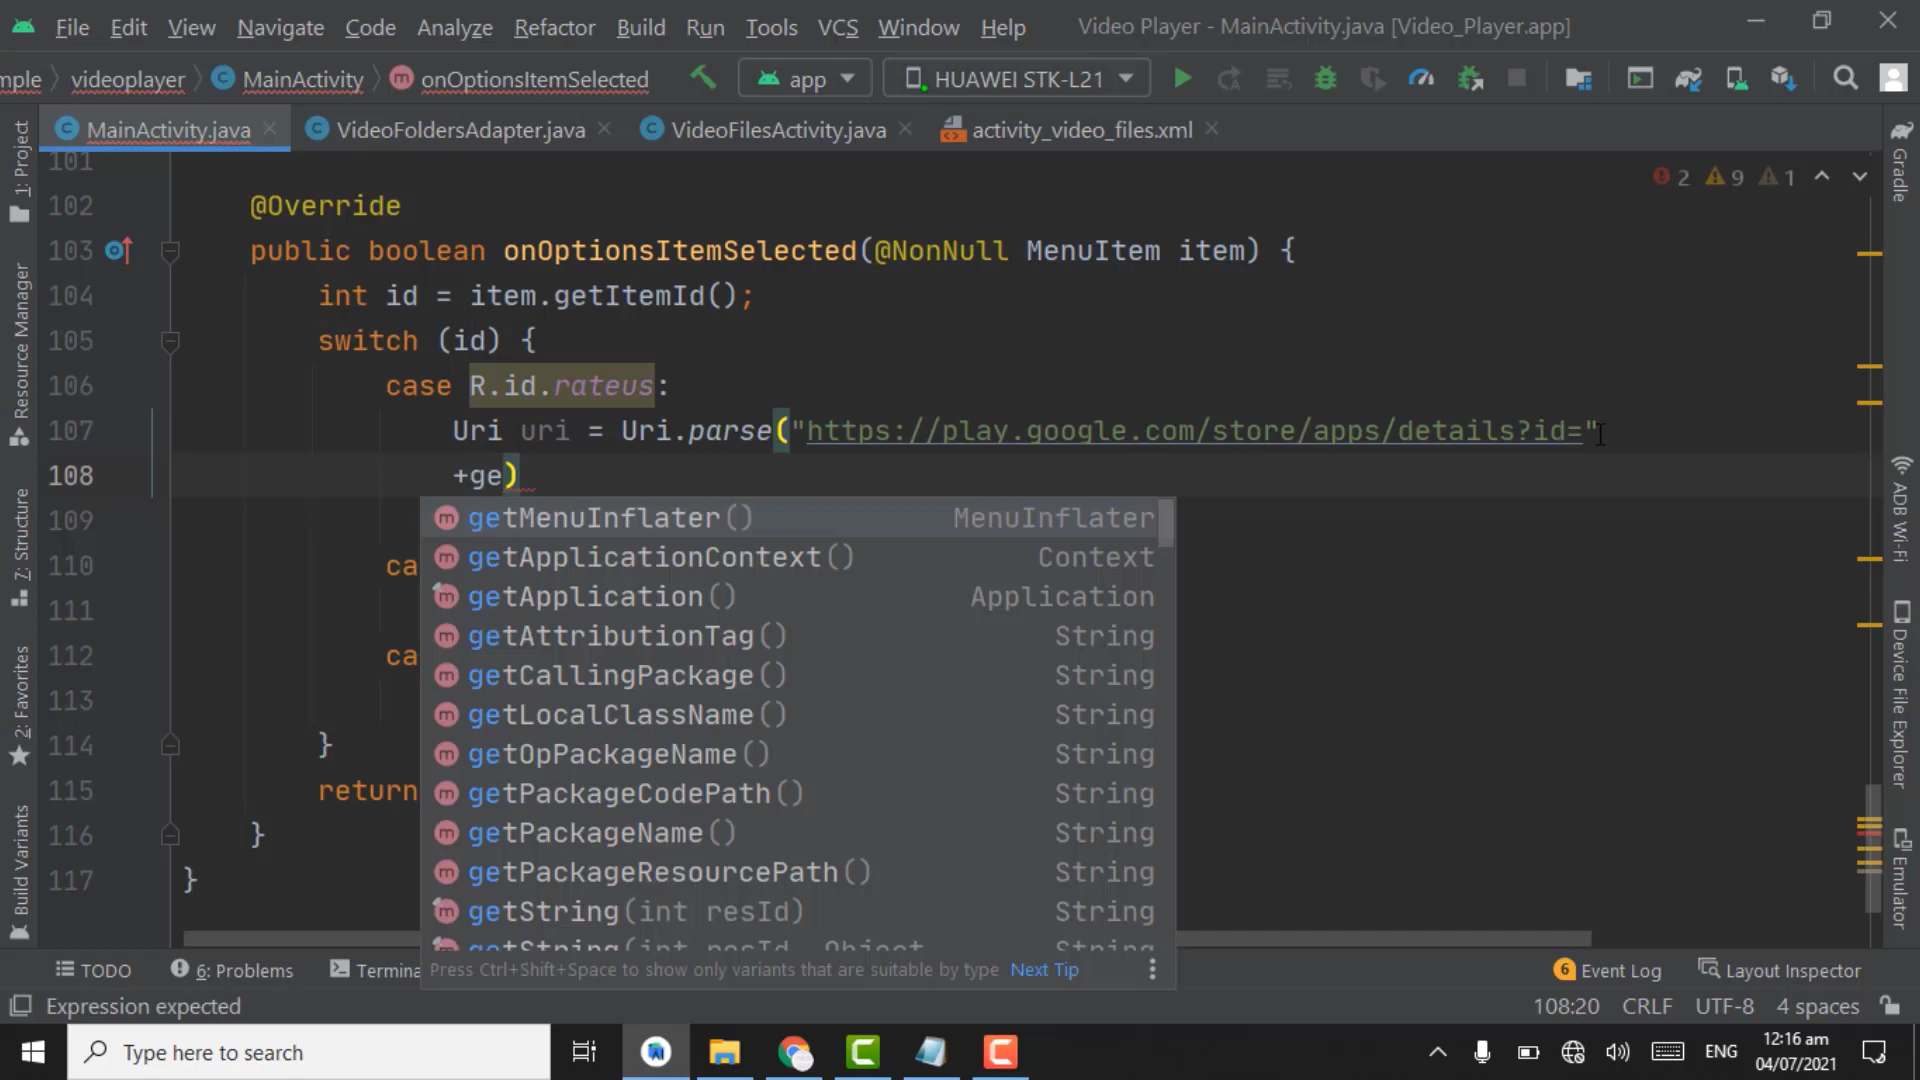 File Edit View Navigate Code Analyze Refactor Build Run Tools VCS Window Help Video Player - MainActivity.java [Video_Player.app]
mple videoplayer MainActivity onOptionsItemSelected app HUAWEI STK-L21
MainActivity.java VideoFoldersAdapter.java VideoFilesActivity.java activity_video_files.xml
101
2 9 1
102 @Override
103 public boolean onOptionsItemSelected(@NonNull MenuItem item) {
104 int id = item.getItemId();
105 switch (id) {
106 case R.id.rateus:
107 Uri uri = Uri.parse("https://play.google.com/store/apps/details?id="
108 +ge)
109
110 ca
111
112 ca
113
114 }
115 return
116 }
117 }
getMenuInflater() MenuInflater
getApplicationContext() Context
getApplication() Application
getAttributionTag() String
getCallingPackage() String
getLocalClassName() String
getOpPackageName() String
getPackageCodePath() String
getPackageName() String
getPackageResourcePath() String
getString(int resId) String
getString(int resId, Object String
Press Ctrl+Shift+Space to show only variants that are suitable by type Next Tip
1: Project
Resource Manager
7: Structure
2: Favorites
Build Variants
Gradle
ADB Wi-Fi
Device File Explorer
Emulator
TODO 6: Problems Termina 6 Event Log Layout Inspector
Expression expected 108:20 CRLF UTF-8 4 spaces
Type here to search ENG 12:16 am
04/07/2021